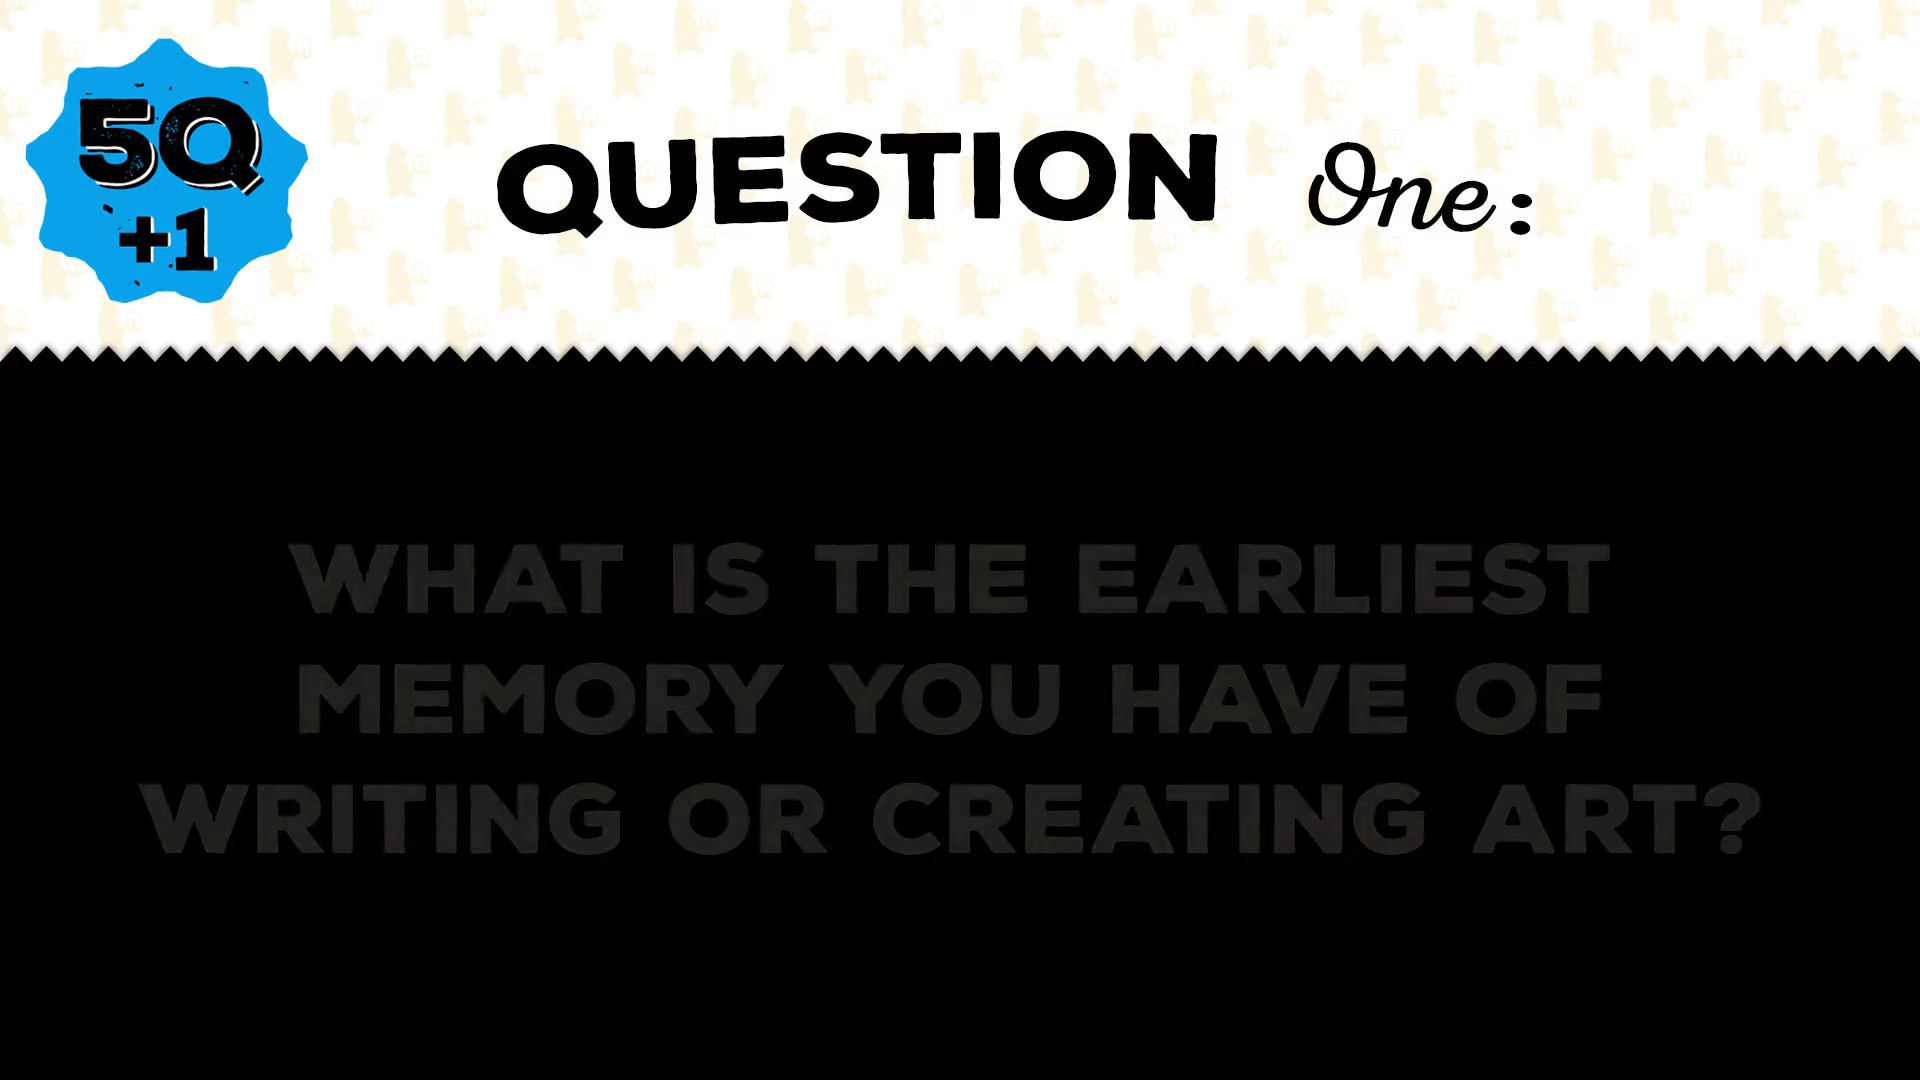 5Q
+1
QUESTION One:
WHAT IS THE EARLIEST
MEMORY YOU HAVE OF
WRITING OR CREATING ART?